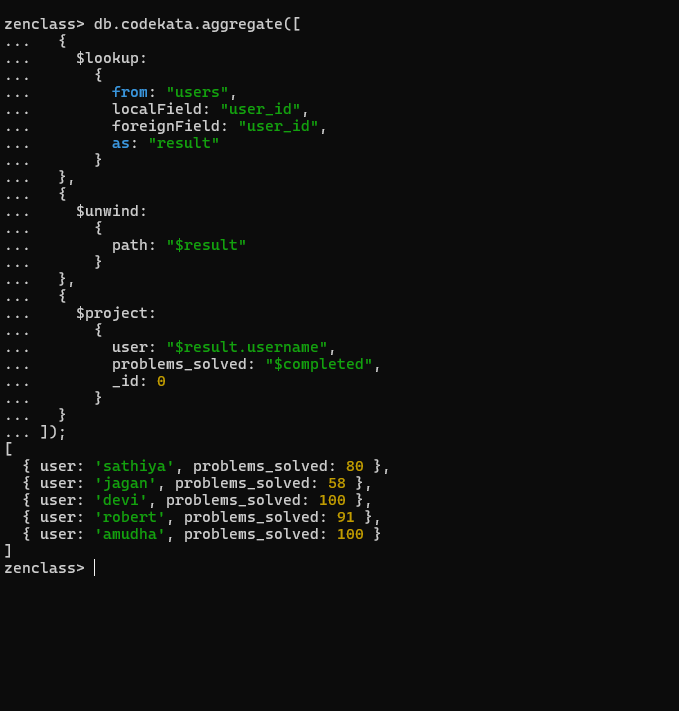 zenclass> db.codekata.aggregate([
...   {
...     $lookup:
...       {
...         from: "users",
...         localField: "user_id",
...         foreignField: "user_id",
...         as: "result"
...       }
...   },
...   {
...     $unwind:
...       {
...         path: "$result"
...       }
...   },
...   {
...     $project:
...       {
...         user: "$result.username",
...         problems_solved: "$completed",
...         _id: 0
...       }
...   }
... ]);
[
  { user: 'sathiya', problems_solved: 80 },
  { user: 'jagan', problems_solved: 58 },
  { user: 'devi', problems_solved: 100 },
  { user: 'robert', problems_solved: 91 },
  { user: 'amudha', problems_solved: 100 }
]
zenclass>